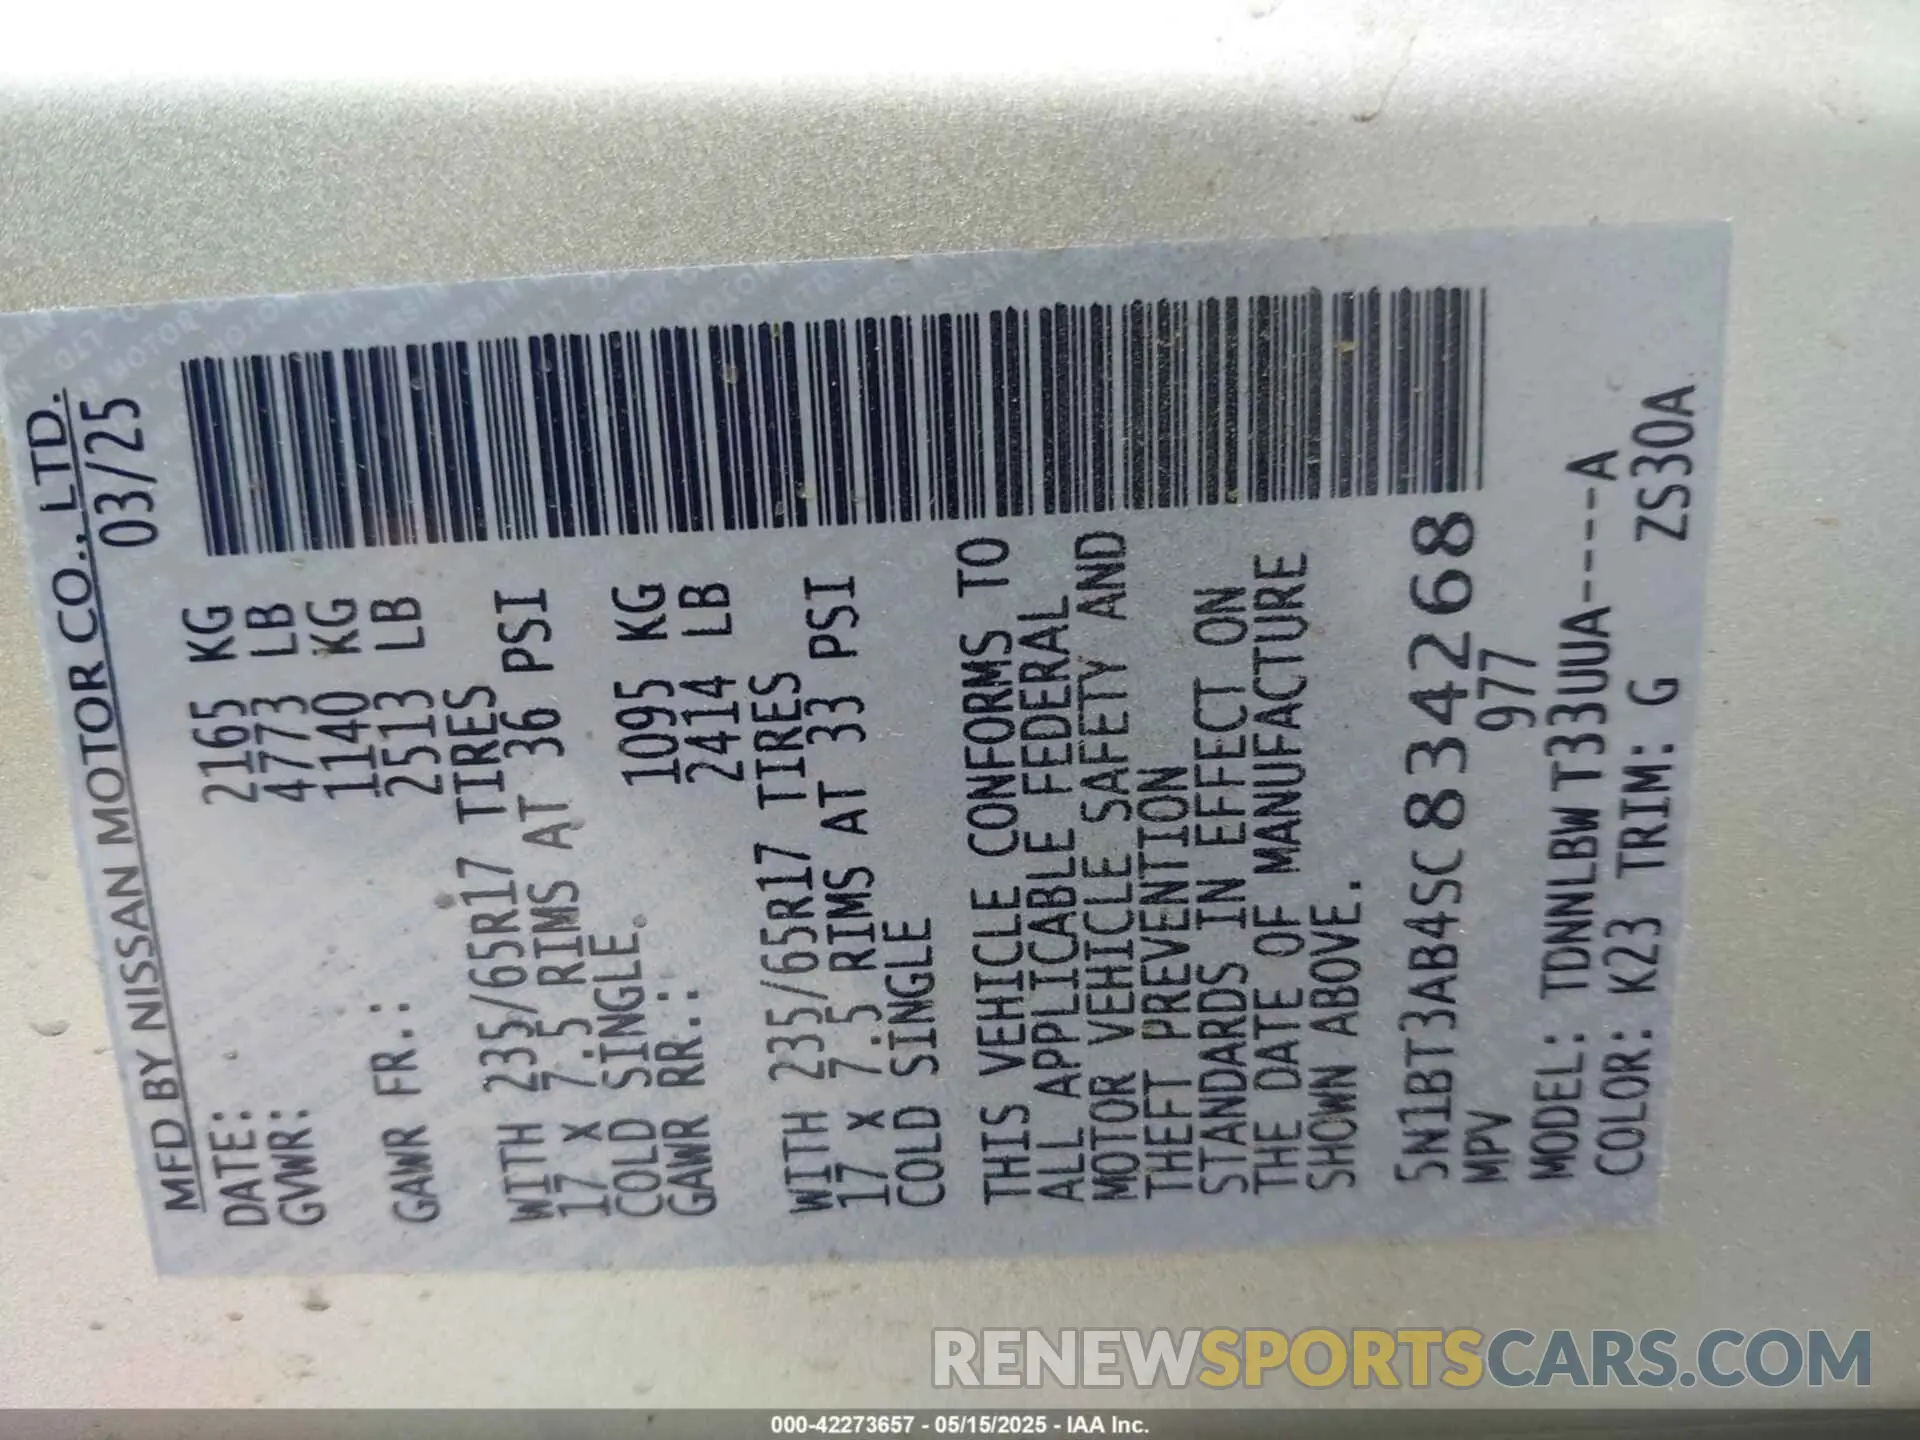 MFD BY NISSAN MOTOR CO., LTD.
DATE: 03/25
GVWR: 2165 KG
4773 LB
GAWR FR.: 1140 KG
2513 LB
WITH 235/65R17 TIRES
17 X 7.5 RIMS AT 36 PSI
COLD SINGLE.
GAWR RR.: 1095 KG
2414 LB
WITH 235/65R17 TIRES
17 X 7.5 RIMS AT 33 PSI
COLD SINGLE
THIS VEHICLE CONFORMS TO
ALL APPLICABLE FEDERAL
MOTOR VEHICLE SAFETY AND
THEFT PREVENTION
STANDARDS IN EFFECT ON
THE DATE OF MANUFACTURE
SHOWN ABOVE.
5N1BT3AB4SC834268
MPV 977
MODEL: TDNNLBW T33UUA----A
COLOR: K23 TRIM: G ZS30A
RENEWSPORTSCARS.COM
000-42273657 - 05/15/2025 - IAA Inc.